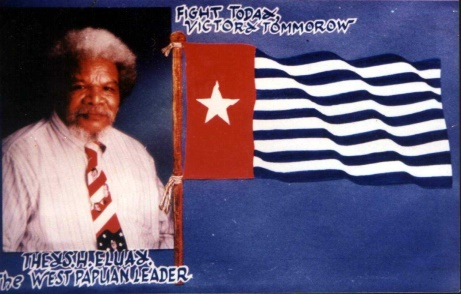 FIGHT TODAY,
VICTORY TOMMOROW
THEYS.H.ELUAY.
The WEST PAPUAN LEADER.